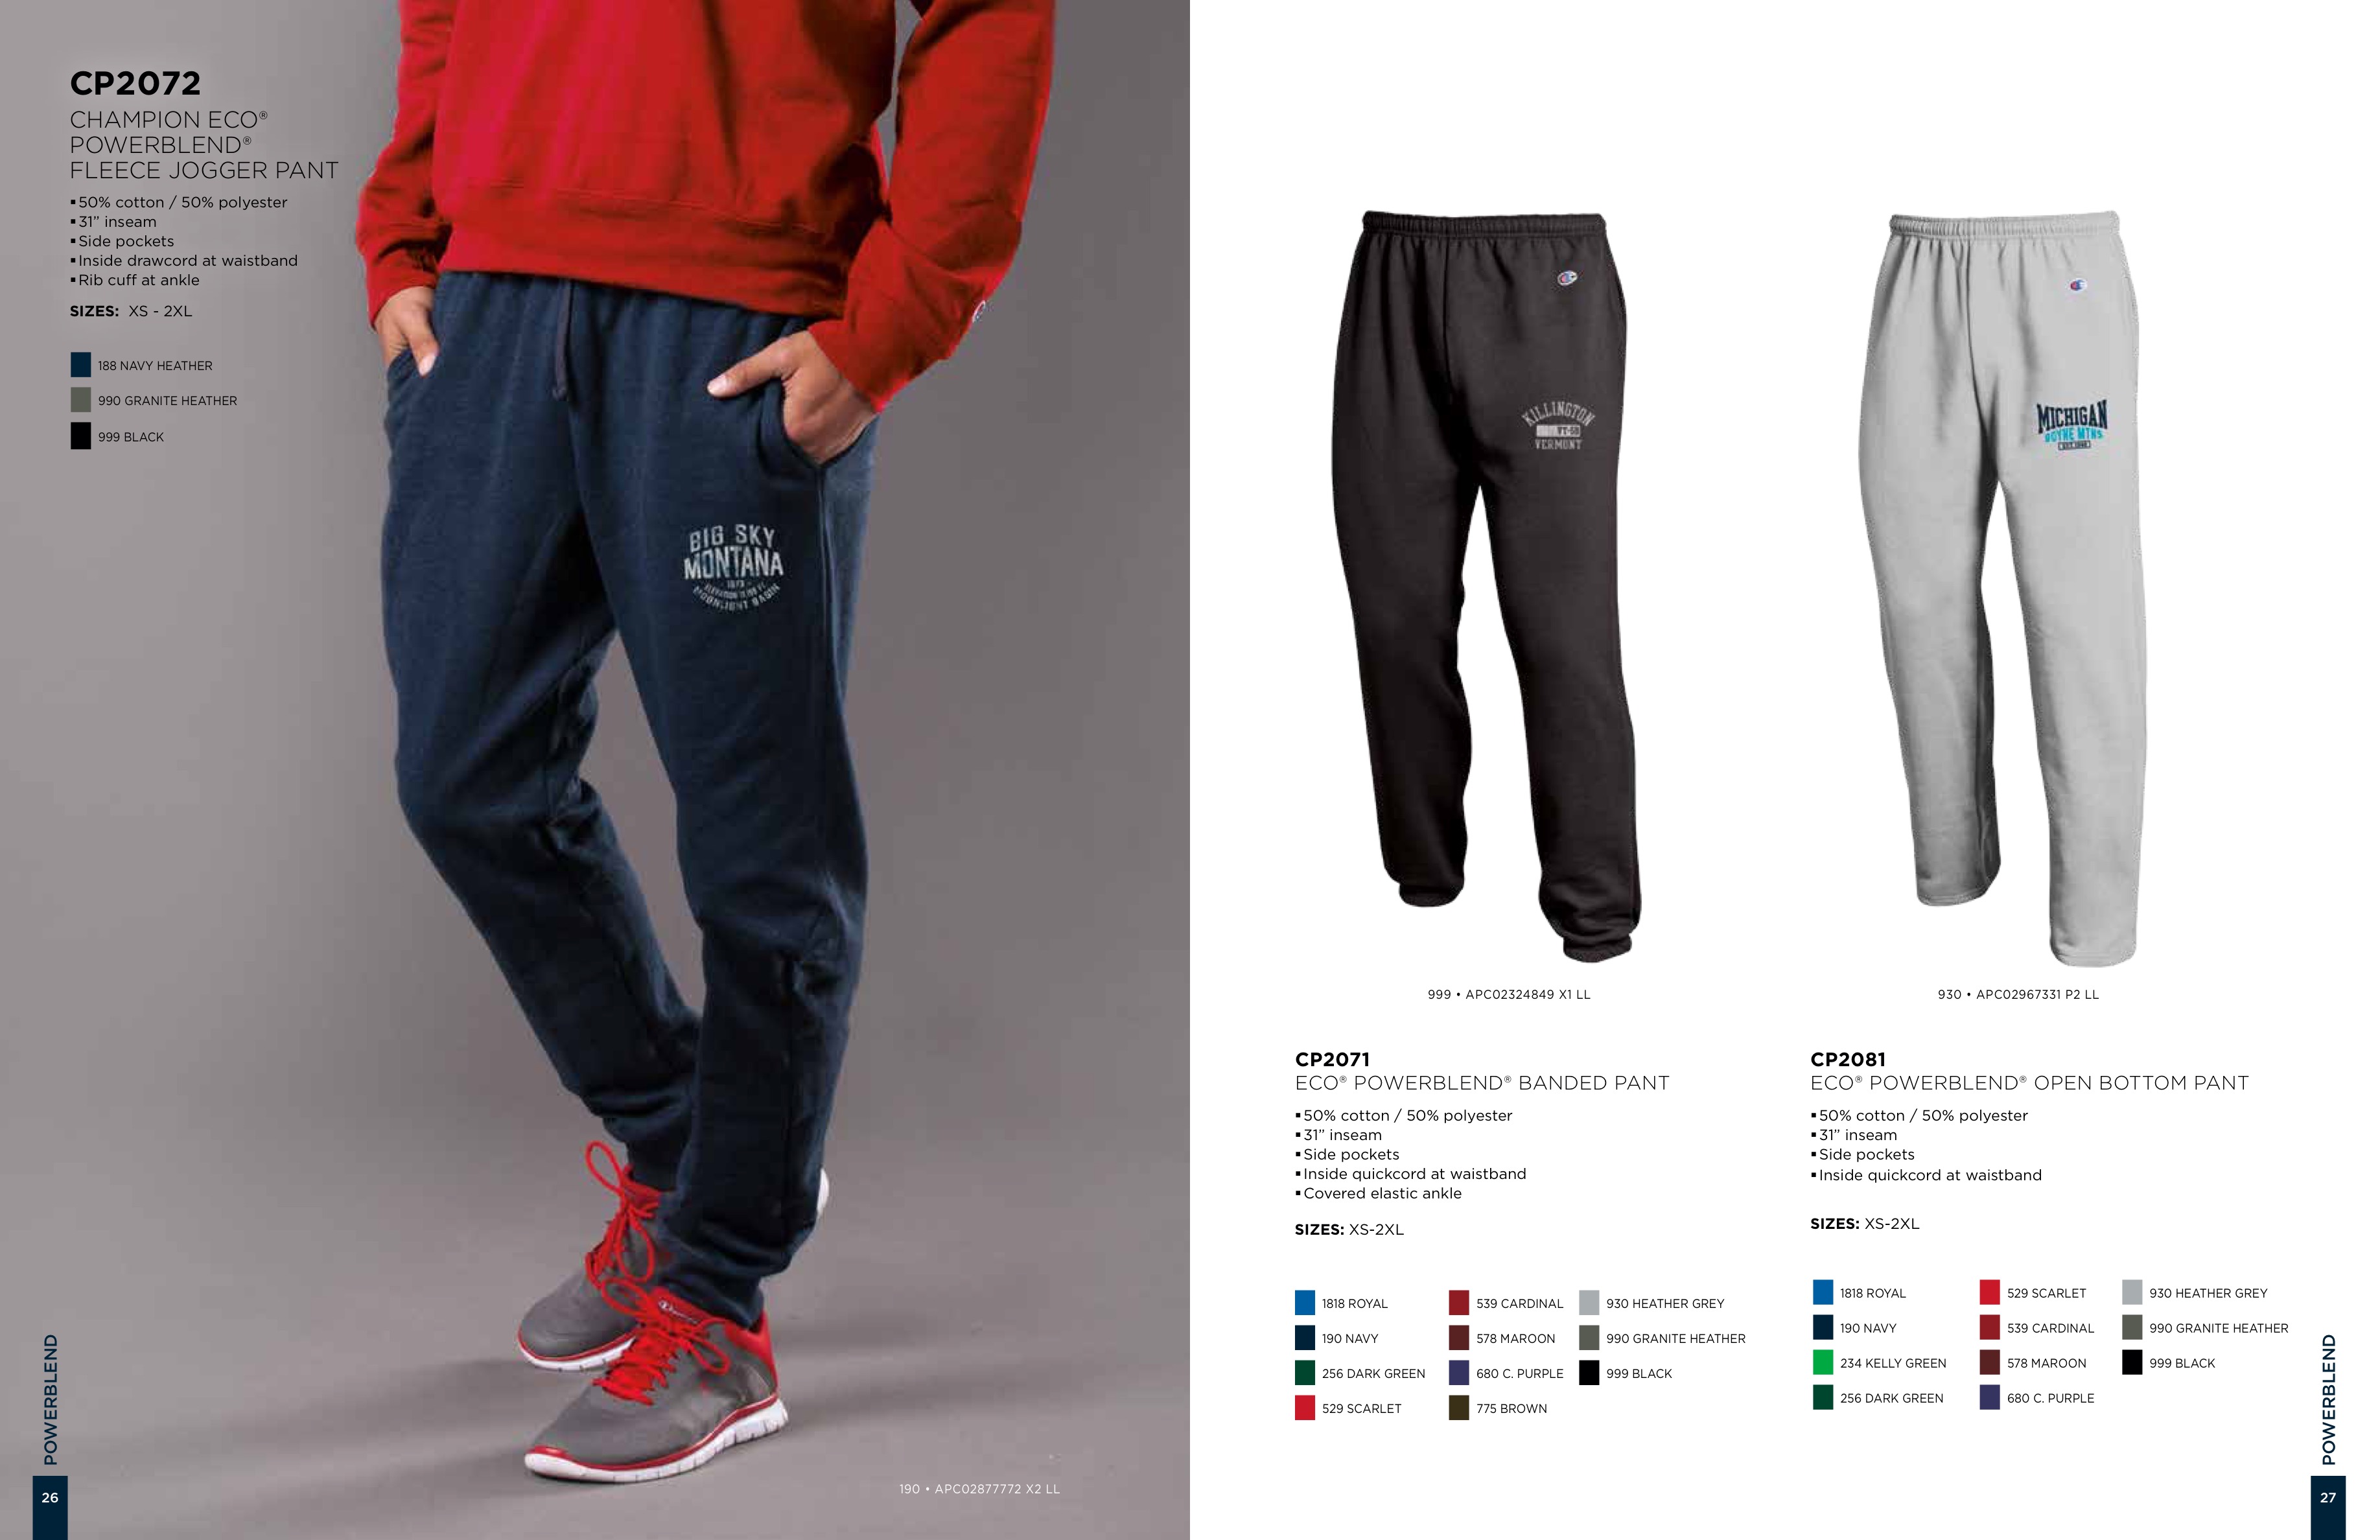 CP2072
CHAMPION ECO®
POWERBLEND®
FLEECE JOGGER PANT
▪ 50% cotton / 50% polyester
▪ 31” inseam
▪ Side pockets
▪ Inside drawcord at waistband
▪ Rib cuff at ankle
SIZES: XS - 2XL
188 NAVY HEATHER
990 GRANITE HEATHER
999 BLACK
BIG SKY
MONTANA
MOONLIGHT BASIN
190 • APC02877772 X2 LL
POWERBLEND
26
KILLINGTON
VERMONT
999 • APC02324849 X1 LL
MICHIGAN
BOYNE MTNS
930 • APC02967331 P2 LL
CP2071
ECO® POWERBLEND® BANDED PANT
▪ 50% cotton / 50% polyester
▪ 31” inseam
▪ Side pockets
▪ Inside quickcord at waistband
▪ Covered elastic ankle
SIZES: XS-2XL
1818 ROYAL
190 NAVY
256 DARK GREEN
529 SCARLET
539 CARDINAL
578 MAROON
680 C. PURPLE
775 BROWN
930 HEATHER GREY
990 GRANITE HEATHER
999 BLACK
CP2081
ECO® POWERBLEND® OPEN BOTTOM PANT
▪ 50% cotton / 50% polyester
▪ 31” inseam
▪ Side pockets
▪ Inside quickcord at waistband
SIZES: XS-2XL
1818 ROYAL
190 NAVY
234 KELLY GREEN
256 DARK GREEN
529 SCARLET
539 CARDINAL
578 MAROON
680 C. PURPLE
930 HEATHER GREY
990 GRANITE HEATHER
999 BLACK
POWERBLEND
27